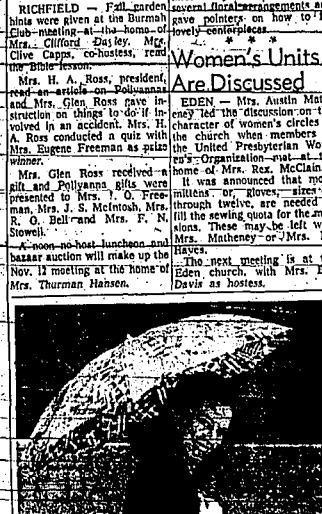 RICHFIELD — Fall garden
hints were given at the Burmah
Club meeting at the home of
Mrs. Clifford Dasley. Mrs.
Clive Capps, co-hostess, read
the Bible lesson.
Mrs. H. A. Ross, president,
read an article on Pollyannas
and Mrs. Glen Ross gave in-
struction on things to do if in-
volved in an accident. Mrs. H.
A. Ross conducted a quiz with
Mrs. Eugene Freeman as prize
winner.
Mrs. Glen Ross received a
gift and Pollyanna gifts were
presented to Mrs. J. O. Free-
man, Mrs. J. S. McIntosh, Mrs.
R. O. Bell and Mrs. F. N.
Stowell.
A noon no-host luncheon and
bazaar auction will make up the
Nov. 12 meeting at the home of
Mrs. Thurman Hansen.
several floral arrangements a
gave pointers on how to
lovely centerpieces.
* * *
Women's Units
Are Discussed
EDEN — Mrs. Austin Mat
eney led the discussion on t
character of women's circles
the church when members
the United Presbyterian Wo
en's Organization met at
home of Mrs. Rex McClain.
It was announced that mo
mittens or gloves, sizes
through twelve, are needed
fill the sewing quota for the m
sions. These may be left w
Mrs. Matheney or Mrs.
Hayes.
The next meeting is at
Eden church, with Mrs.
Davis as hostess.